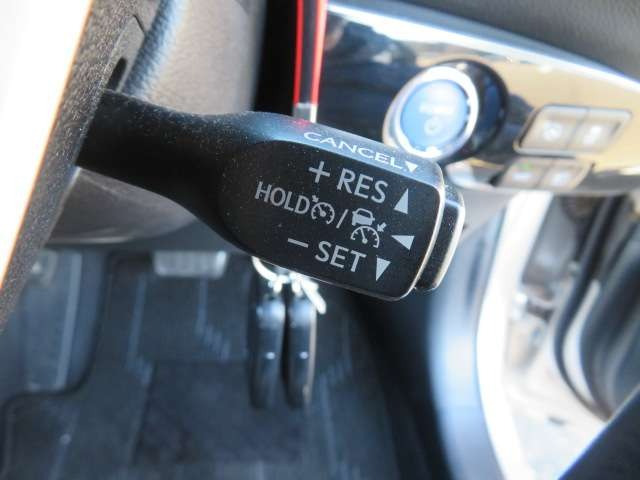 CANCEL▼
+ RES ▲
HOLD / ◀
− SET ▼